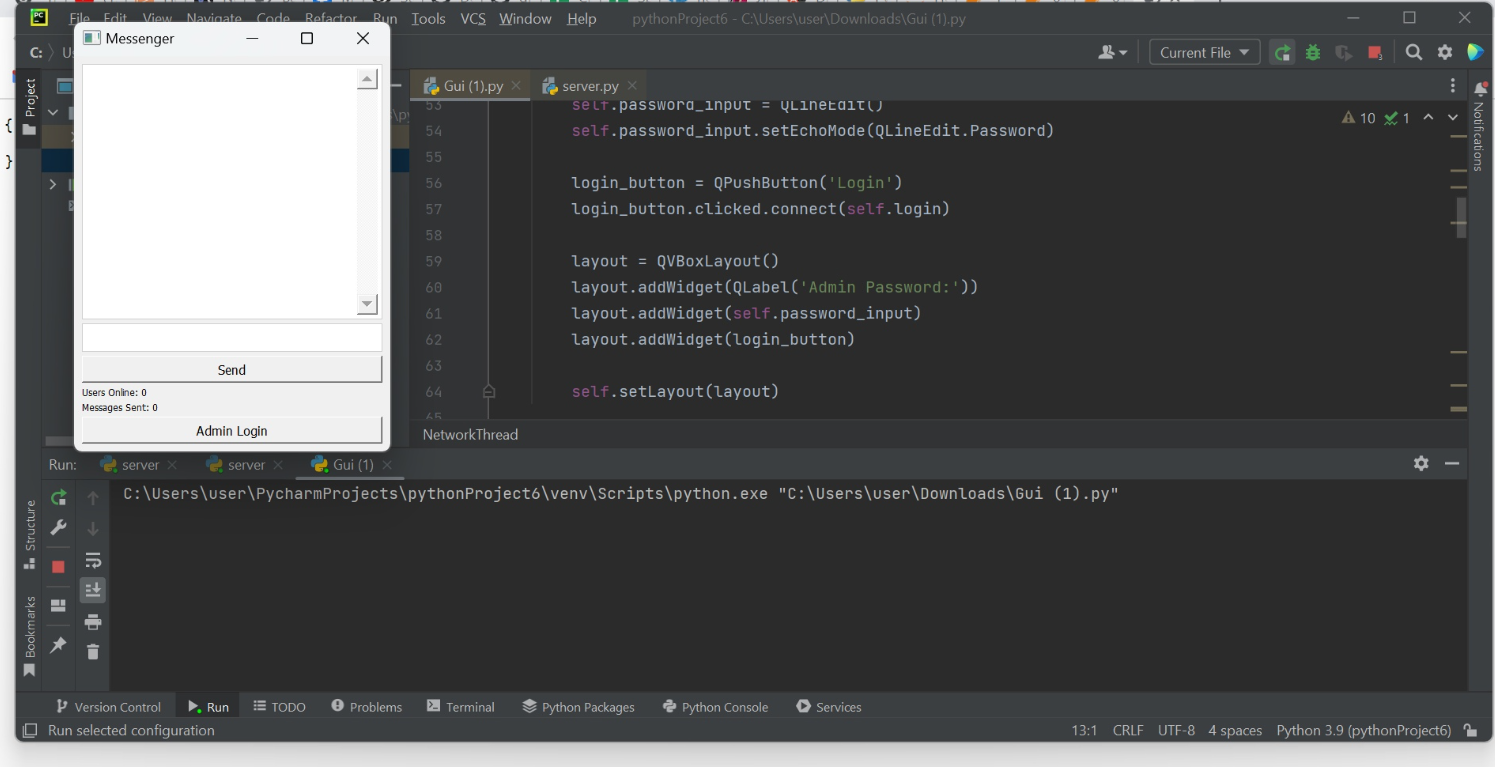 PC File Edit View Navigate Code Refactor Run Tools VCS Window Help pythonProject6 - C:\Users\user\Downloads\Gui (1).py
C:
Current File
3
Messenger
Send
Users Online: 0
Messages Sent: 0
Admin Login
Project
Gui (1).py
server.py
10
1
Notifications
{
}
53 self.password_input = QLineEdit()
54 self.password_input.setEchoMode(QLineEdit.Password)
55
56 login_button = QPushButton('Login')
57 login_button.clicked.connect(self.login)
58
59 layout = QVBoxLayout()
60 layout.addWidget(QLabel('Admin Password:'))
61 layout.addWidget(self.password_input)
62 layout.addWidget(login_button)
63
64 self.setLayout(layout)
65
NetworkThread
Run: server server Gui (1)
C:\Users\user\PycharmProjects\pythonProject6\venv\Scripts\python.exe "C:\Users\user\Downloads\Gui (1).py"
Structure
Bookmarks
Version Control Run TODO Problems Terminal Python Packages Python Console Services
Run selected configuration 13:1 CRLF UTF-8 4 spaces Python 3.9 (pythonProject6)